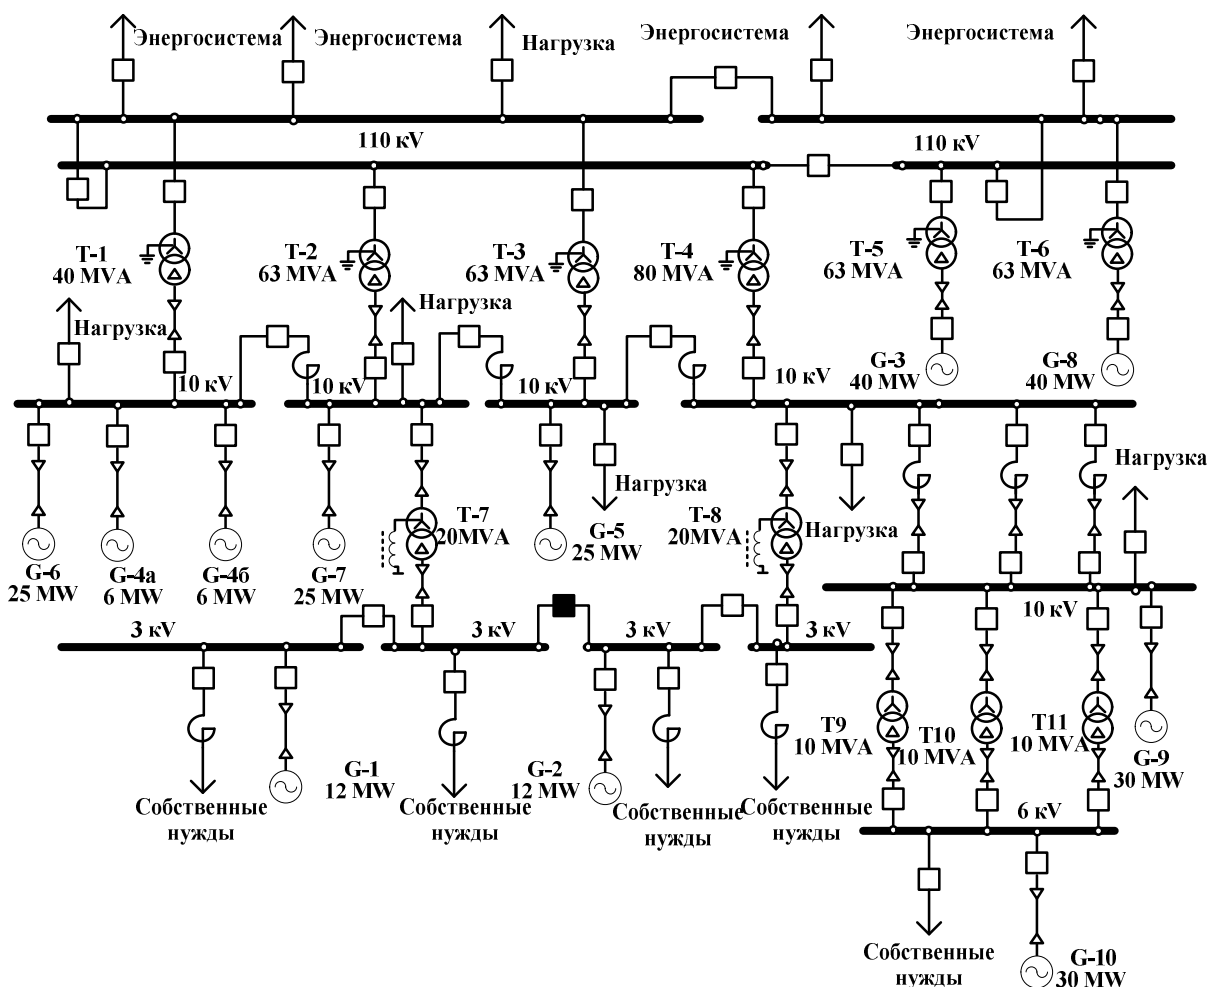 Энергосистема
Энергосистема
Нагрузка
Энергосистема
Энергосистема
110 кV
110 кV
Т-1
40 MVA
Т-2
63 MVA
Т-3
63 MVA
Т-4
80 MVA
Т-5
63 MVA
Т-6
63 MVA
Нагрузка
Нагрузка
10 кV
10 кV
10 кV
10 кV
G-3
40 MW
G-8
40 MW
Нагрузка
Нагрузка
Нагрузка
Т-7
20MVA
Т-8
20MVA
G-6
25 MW
G-4а
6 MW
G-4б
6 MW
G-7
25 MW
G-5
25 MW
10 кV
3 кV
3 кV
3 кV
3 кV
Т9
10 MVA
Т10
10 MVA
Т11
10 MVA
G-9
30 MW
G-1
12 MW
G-2
12 MW
Собственные
нужды
Собственные
нужды
Собственные
нужды
Собственные
нужды
6 кV
Собственные
нужды
G-10
30 MW